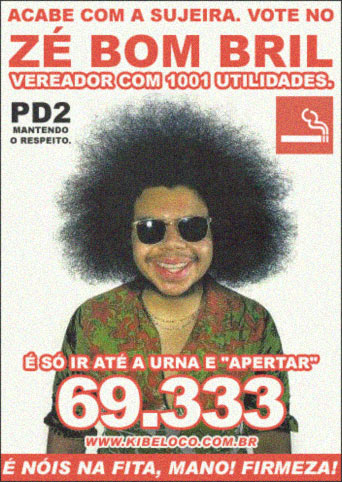 ACABE COM A SUJEIRA. VOTE NO
ZÉ BOM BRIL
VEREADOR COM 1001 UTILIDADES.
PD2
MANTENDO
O RESPEITO.
É SÓ IR ATÉ A URNA E "APERTAR"
69.333
WWW.KIBELOCO.COM.BR
É NÓIS NA FITA, MANO! FIRMEZA!